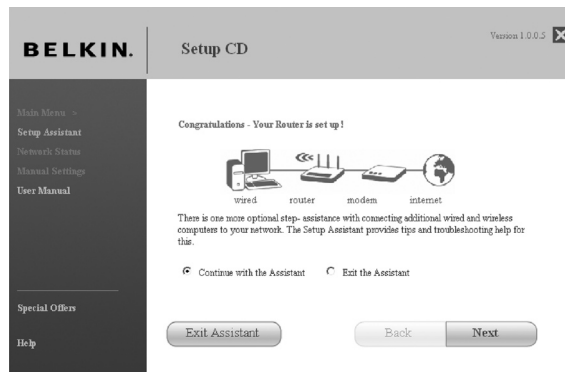 BELKIN.
Setup CD
Version 1.0.0.5
Main Menu >
Setup Assistant
Network Status
Manual Settings
User Manual
Special Offers
Help
Congratulations - Your Router is set up!
wired router modem internet
There is one more optional step- assistance with connecting additional wired and wireless
computers to your network. The Setup Assistant provides tips and troubleshooting help for
this.
Continue with the Assistant Exit the Assistant
Exit Assistant Back Next